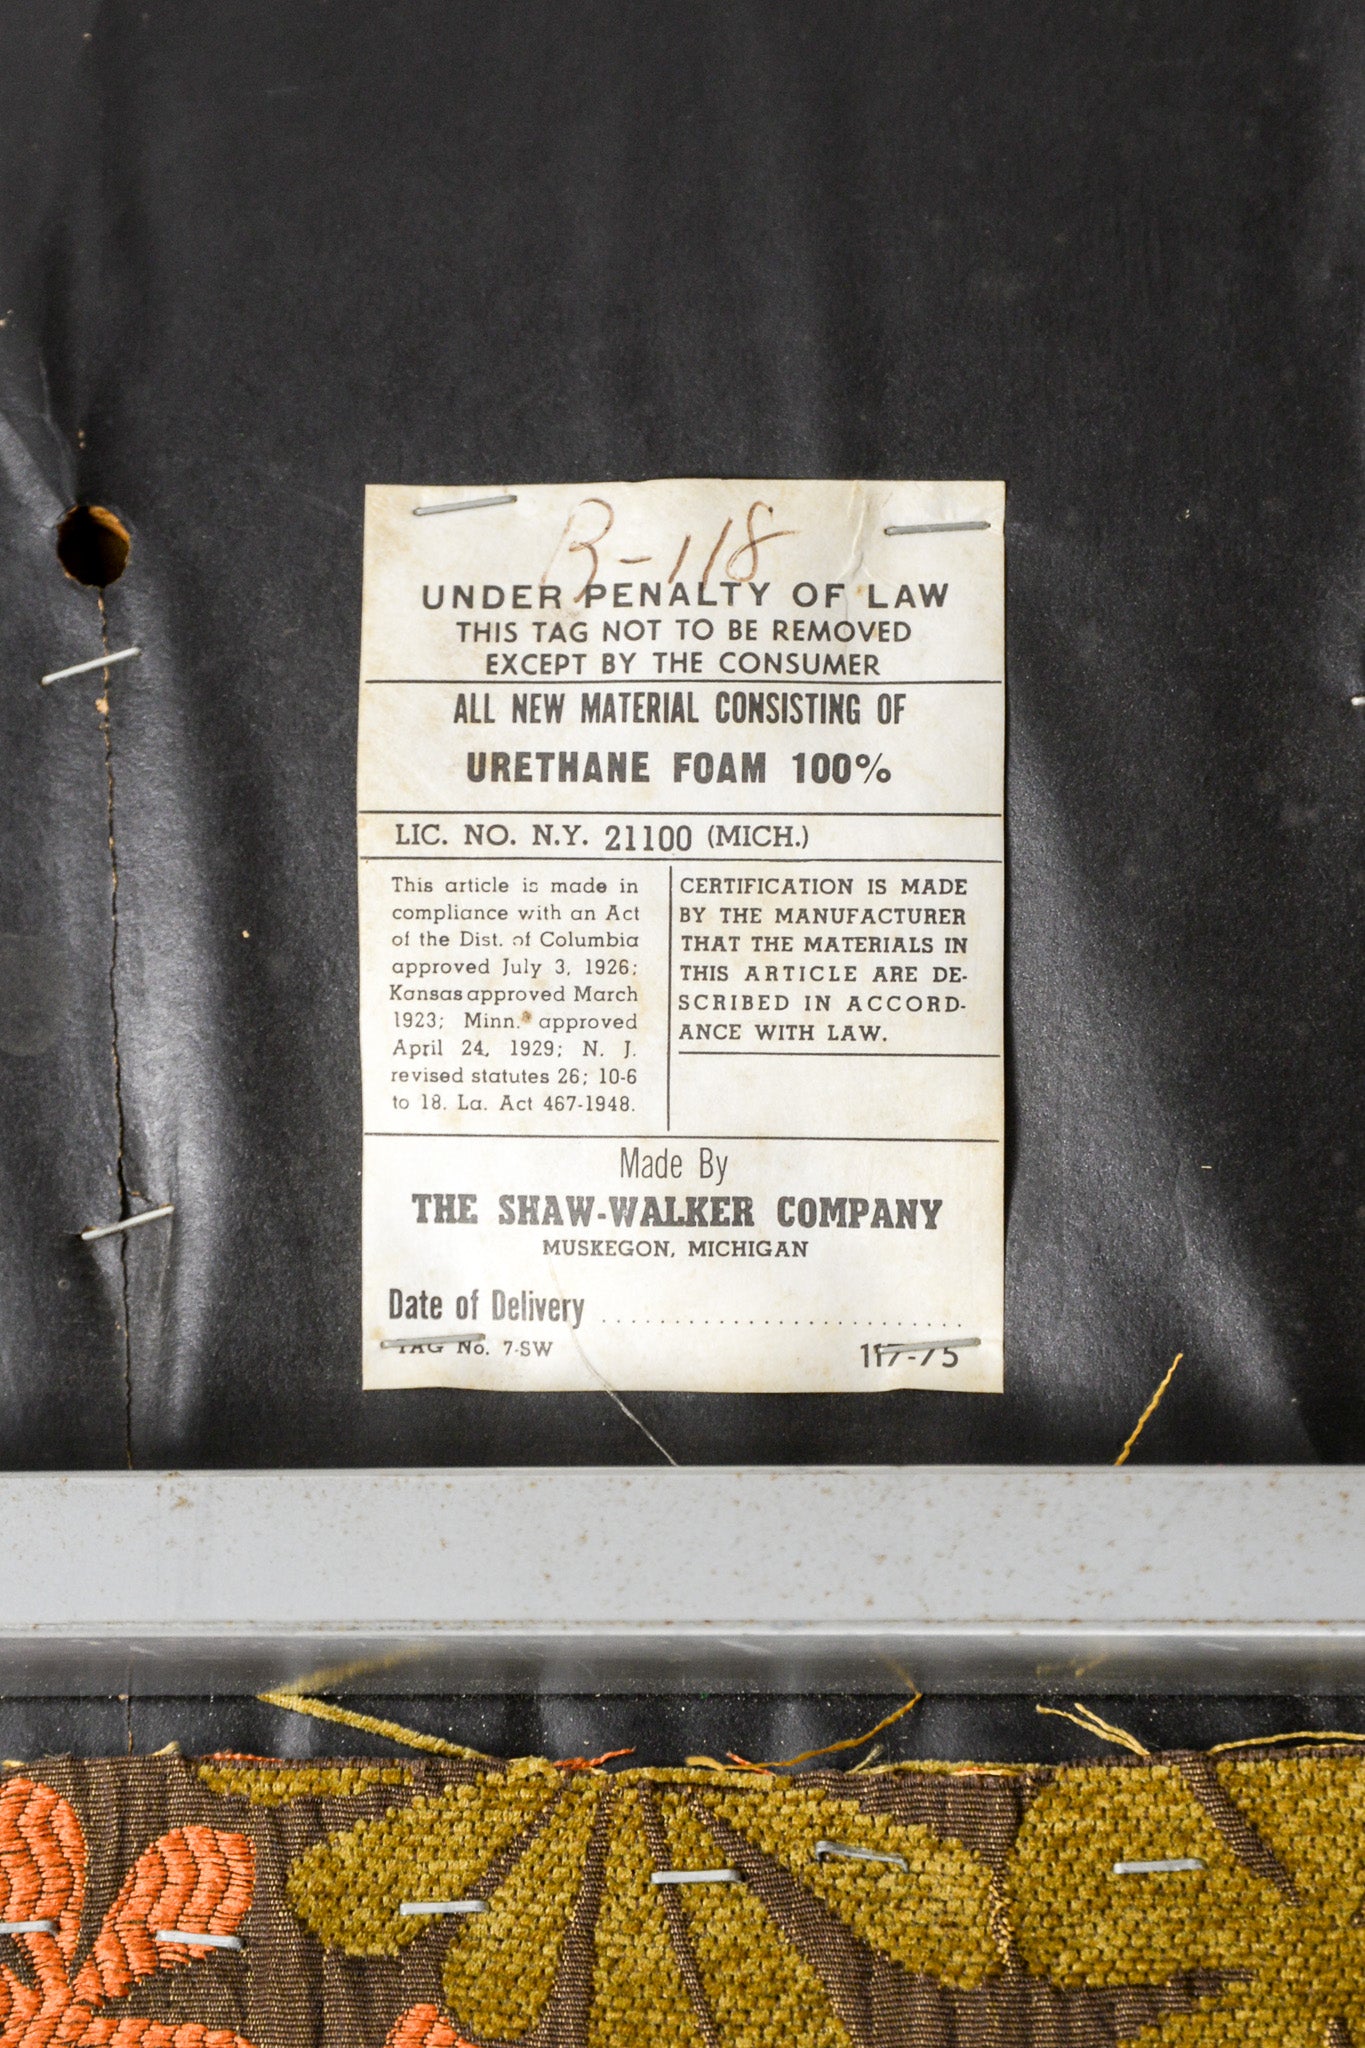 R-118
UNDER PENALTY OF LAW
THIS TAG NOT TO BE REMOVED
EXCEPT BY THE CONSUMER
ALL NEW MATERIAL CONSISTING OF
URETHANE FOAM 100%
LIC. NO. N.Y. 21100 (MICH.)
This article is made in
compliance with an Act
of the Dist. of Columbia
approved July 3, 1926;
Kansas approved March
1923; Minn. approved
April 24, 1929; N. J.
revised statutes 26; 10-6
to 18. La. Act 467-1948.
CERTIFICATION IS MADE
BY THE MANUFACTURER
THAT THE MATERIALS IN
THIS ARTICLE ARE DE-
SCRIBED IN ACCORD-
ANCE WITH LAW.
Made By
THE SHAW-WALKER COMPANY
MUSKEGON, MICHIGAN
Date of Delivery ..........................
TAG No. 7-SW
117-75